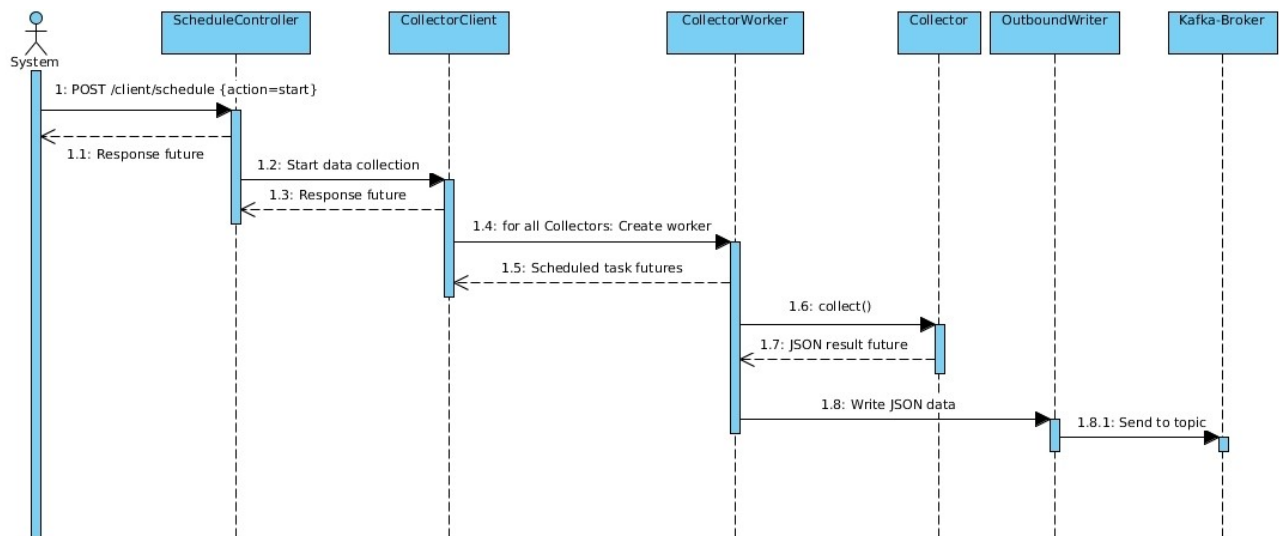 ScheduleController
CollectorClient
CollectorWorker
Collector
OutboundWriter
Kafka-Broker
System
1: POST /client/schedule {action=start}
1.1: Response future
1.2: Start data collection
1.3: Response future
1.4: for all Collectors: Create worker
1.5: Scheduled task futures
1.6: collect()
1.7: JSON result future
1.8: Write JSON data
1.8.1: Send to topic